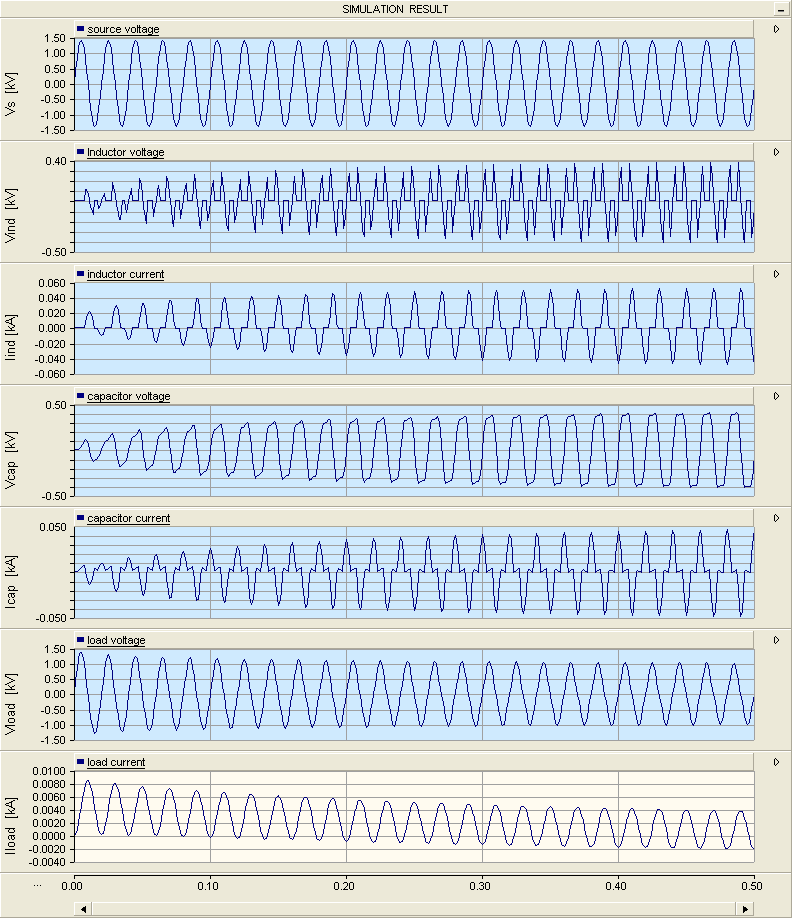 SIMULATION RESULT
source voltage
Vs [kV]
1.50
1.00
0.50
0.00
-0.50
-1.00
-1.50
Inductor voltage
Vind [kV]
0.40
-0.50
inductor current
Iind [kA]
0.060
0.040
0.020
0.000
-0.020
-0.040
-0.060
capacitor voltage
Vcap [kV]
0.50
-0.50
capacitor current
Icap [kA]
0.050
-0.050
load voltage
Vload [kV]
1.50
1.00
0.50
0.00
-0.50
-1.00
-1.50
load current
Iload [kA]
0.0100
0.0080
0.0060
0.0040
0.0020
0.0000
-0.0020
-0.0040
... 0.00 0.10 0.20 0.30 0.40 0.50